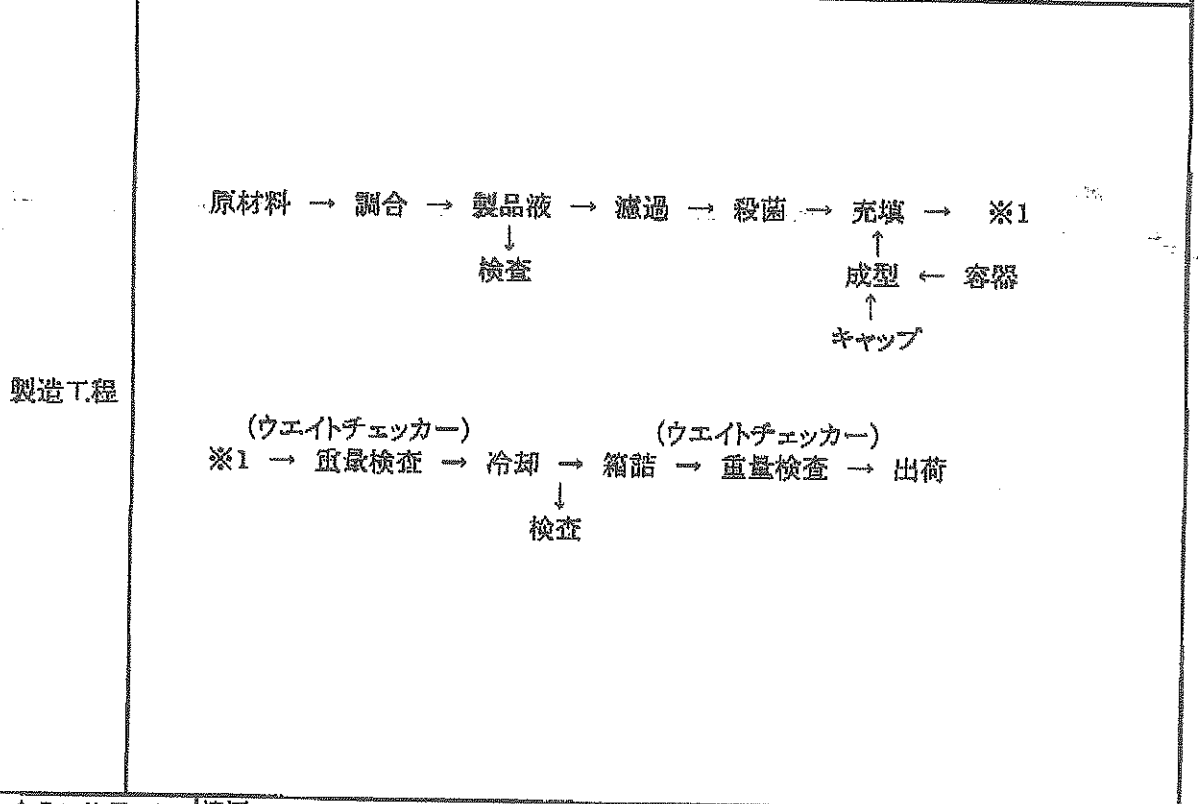 原材料 → 調合 → 製品液 → 濾過 → 殺菌 → 充填 → ※1
↓ ↑
検査 成型 ← 容器
↑
キャップ
製造工程
(ウエイトチェッカー) (ウエイトチェッカー)
※1 → 重量検査 → 冷却 → 箱詰 → 重量検査 → 出荷
↓
検査